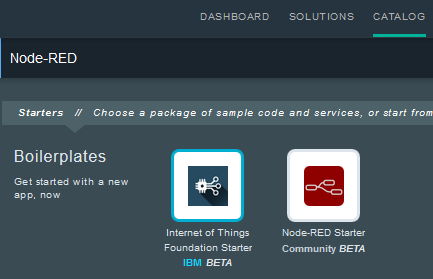 DASHBOARD SOLUTIONS CATALOG
Node-RED
Starters // Choose a package of sample code and services, or start from
Boilerplates
Get started with a new
app, now
Internet of Things
Foundation Starter
IBM BETA
Node-RED Starter
Community BETA